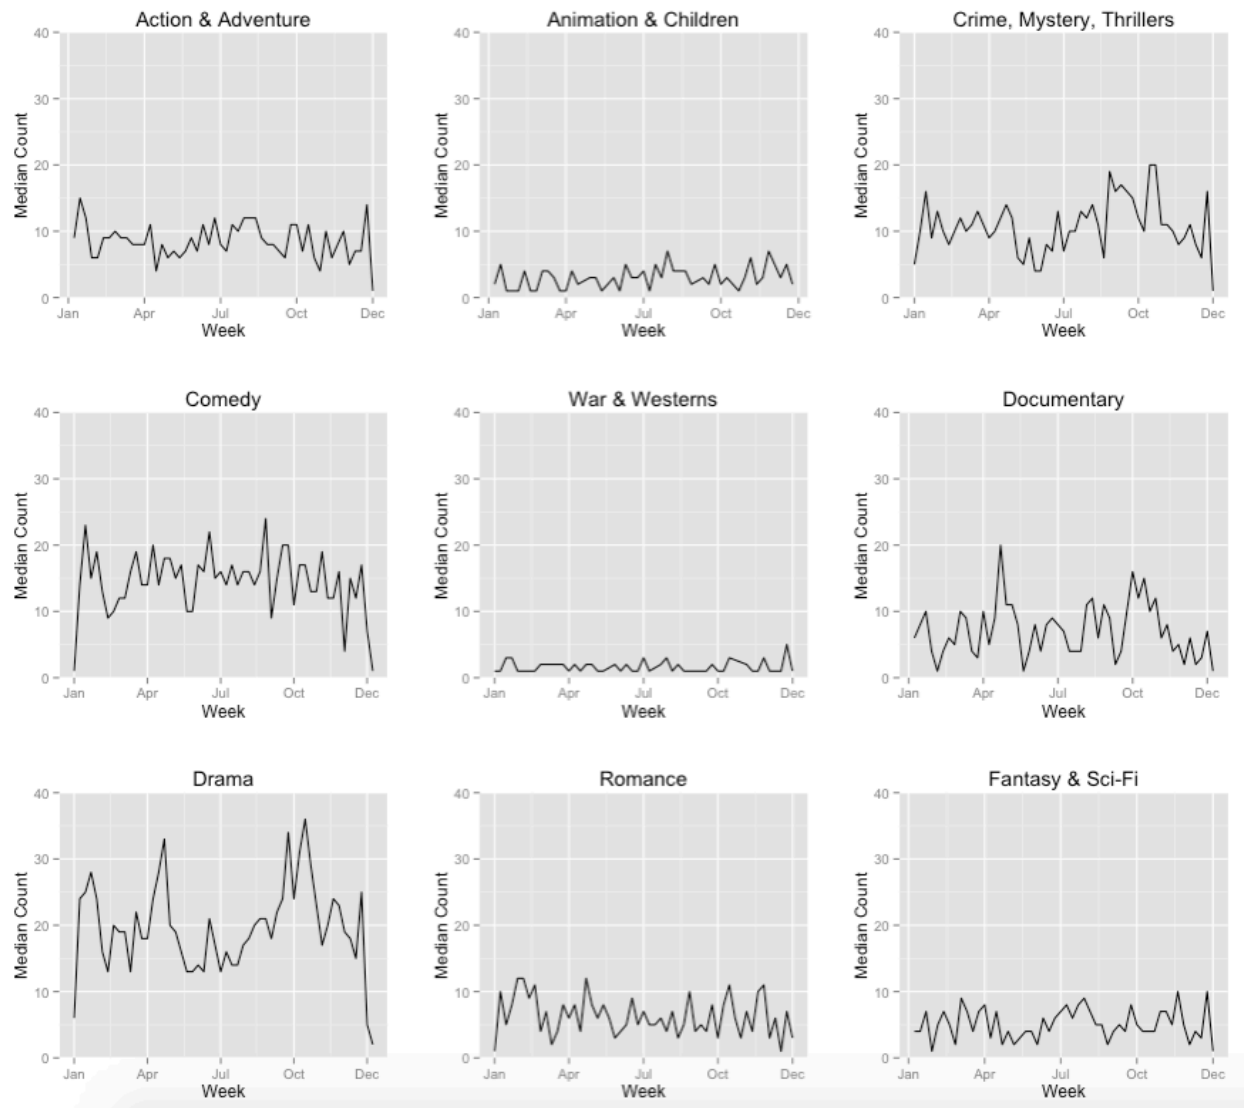 Action & Adventure
40
30
20
10
0
Median Count
Jan Apr Jul Oct Dec
Week
Animation & Children
40
30
20
10
0
Median Count
Jan Apr Jul Oct Dec
Week
Crime, Mystery, Thrillers
40
30
20
10
0
Median Count
Jan Apr Jul Oct Dec
Week
Comedy
40
30
20
10
0
Median Count
Jan Apr Jul Oct Dec
Week
War & Westerns
40
30
20
10
0
Median Count
Jan Apr Jul Oct Dec
Week
Documentary
40
30
20
10
0
Median Count
Jan Apr Jul Oct Dec
Week
Drama
40
30
20
10
0
Median Count
Jan Apr Jul Oct Dec
Week
Romance
40
30
20
10
0
Median Count
Jan Apr Jul Oct Dec
Week
Fantasy & Sci-Fi
40
30
20
10
0
Median Count
Jan Apr Jul Oct Dec
Week